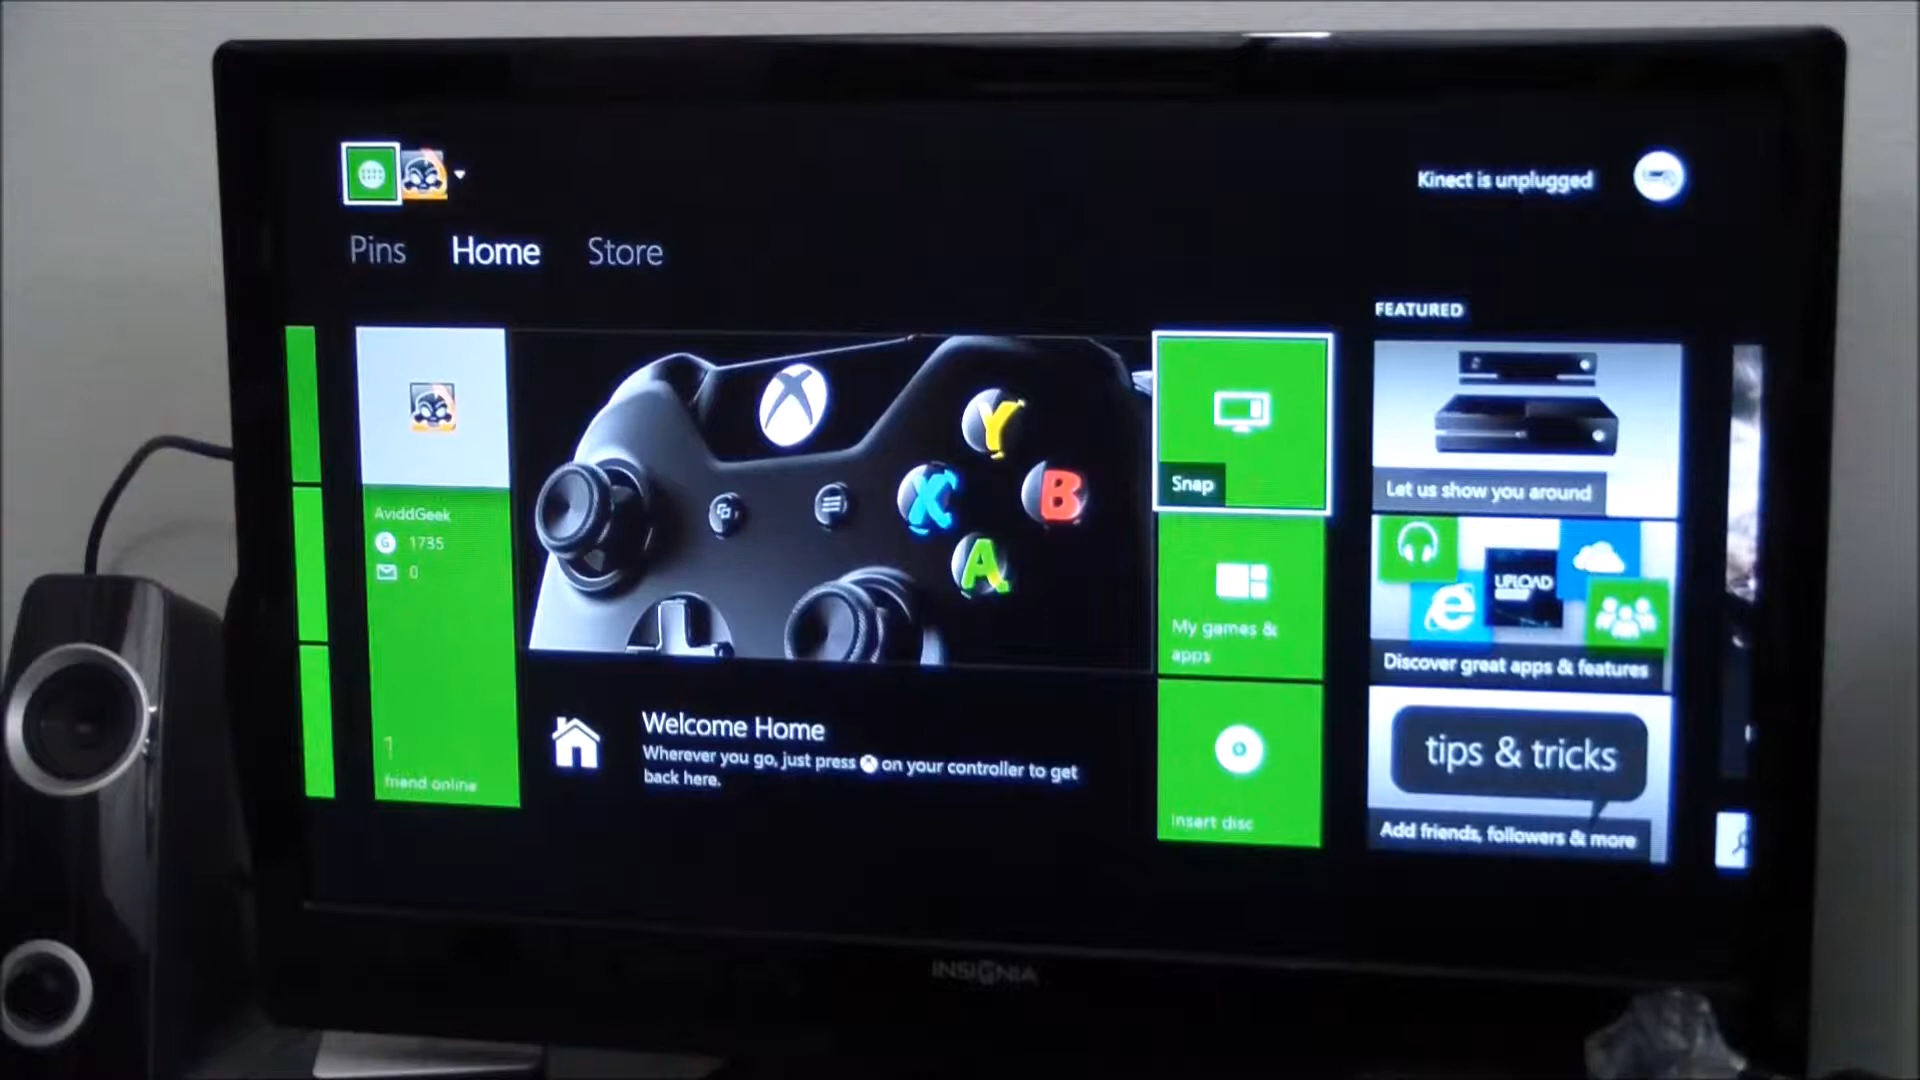 Kinect is unplugged
Pins Home Store
FEATURED
Snap
Let us show you around
AviddGeek
G 1735
0
Y
X
B
A
UPLOAD
My games &
apps
Discover great apps & features
Welcome Home
Wherever you go, just press on your controller to get
back here.
tips & tricks
1
friend online
Insert disc
Add friends, followers & more
INSIGNIA